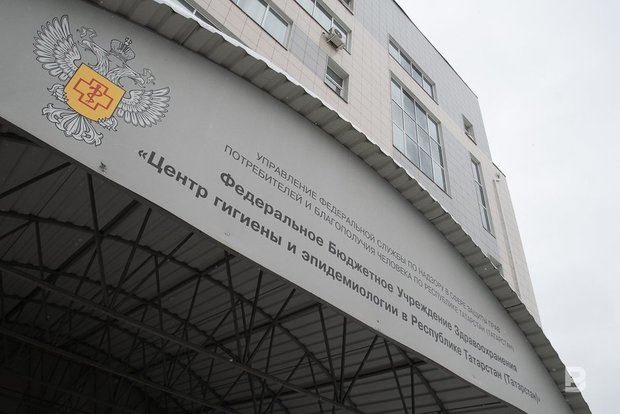 УПРАВЛЕНИЕ ФЕДЕРАЛЬНОЙ СЛУЖБЫ ПО НАДЗОРУ В СФЕРЕ ЗАЩИТЫ ПРАВ
ПОТРЕБИТЕЛЕЙ И БЛАГОПОЛУЧИЯ ЧЕЛОВЕКА ПО РЕСПУБЛИКЕ ТАТАРСТАН (ТАТАРСТАН)
Федеральное Бюджетное Учреждение Здравоохранения
«Центр гигиены и эпидемиологии в Республике Татарстан (Татарстан)»